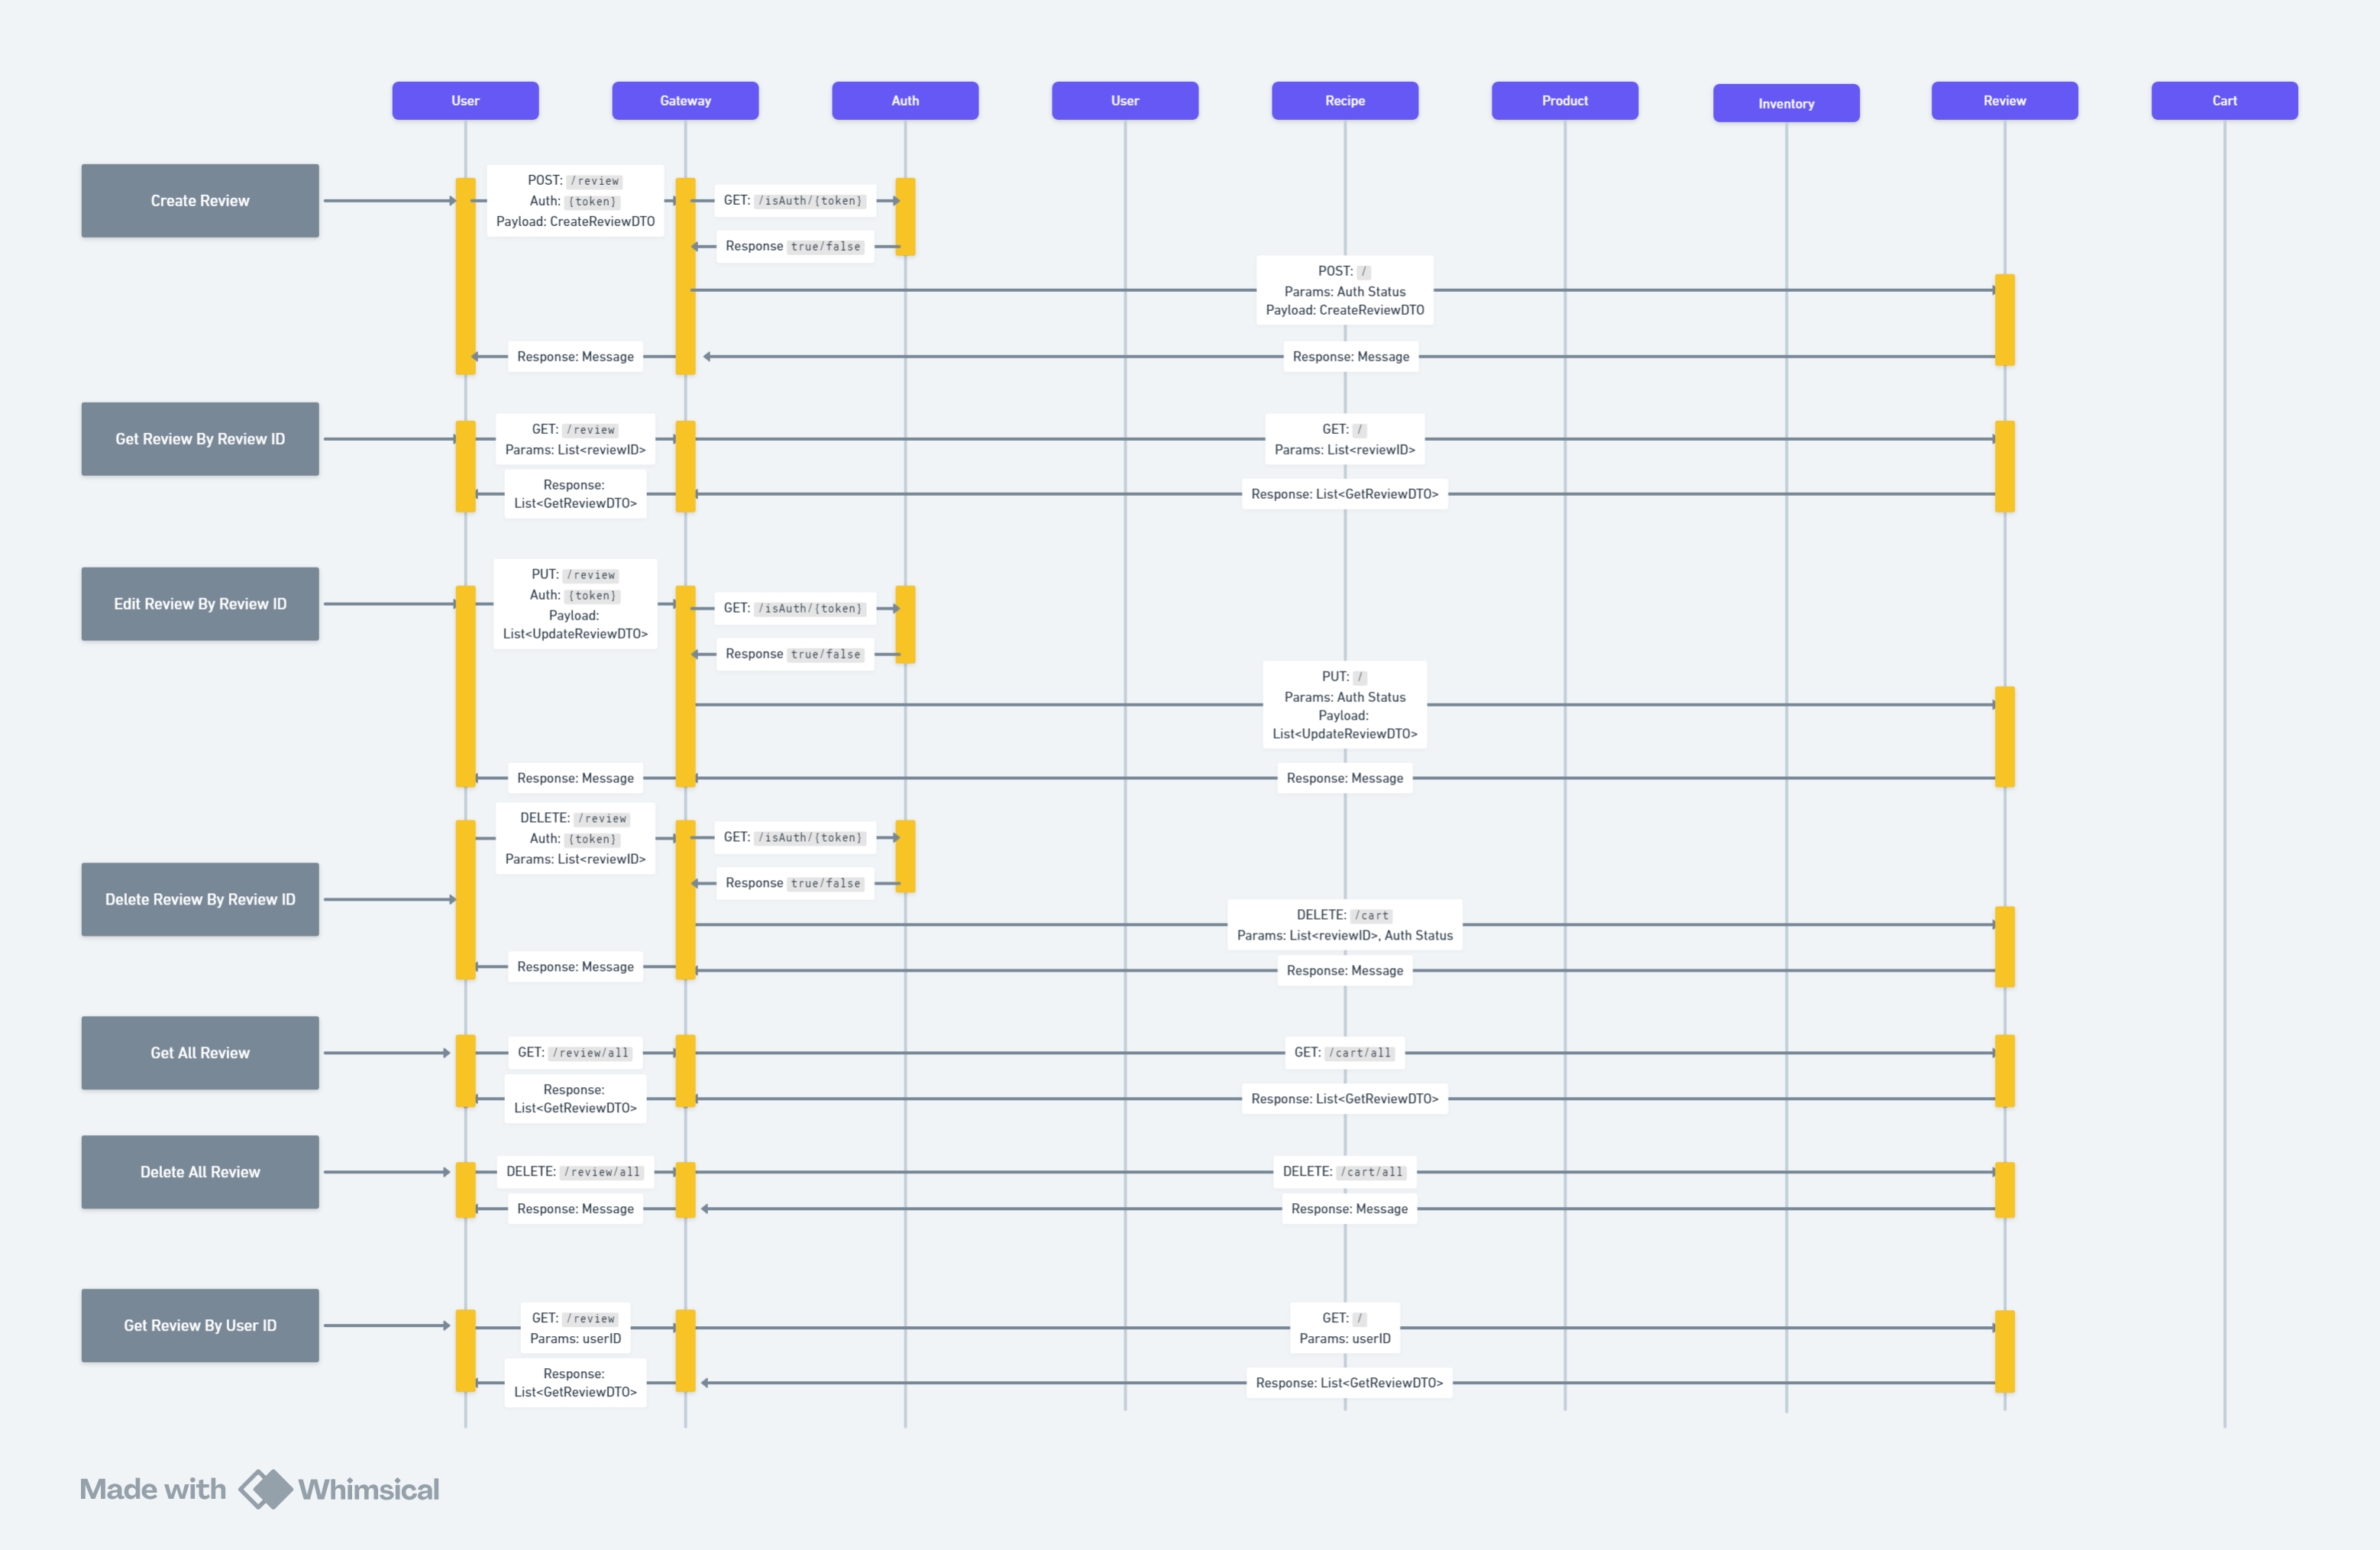 User
Gateway
Auth
User
Recipe
Product
Inventory
Review
Cart
Create Review
POST: /review
Auth: {token}
Payload: CreateReviewDTO
GET: /isAuth/{token}
Response true/false
POST: /
Params: Auth Status
Payload: CreateReviewDTO
Response: Message
Response: Message
Get Review By Review ID
GET: /review
Params: List<reviewID>
GET: /
Params: List<reviewID>
Response:
List<GetReviewDTO>
Response: List<GetReviewDTO>
Edit Review By Review ID
PUT: /review
Auth: {token}
Payload:
List<UpdateReviewDTO>
GET: /isAuth/{token}
Response true/false
PUT: /
Params: Auth Status
Payload:
List<UpdateReviewDTO>
Response: Message
Response: Message
Delete Review By Review ID
DELETE: /review
Auth: {token}
Params: List<reviewID>
GET: /isAuth/{token}
Response true/false
DELETE: /cart
Params: List<reviewID>, Auth Status
Response: Message
Response: Message
Get All Review
GET: /review/all
GET: /cart/all
Response:
List<GetReviewDTO>
Response: List<GetReviewDTO>
Delete All Review
DELETE: /review/all
DELETE: /cart/all
Response: Message
Response: Message
Get Review By User ID
GET: /review
Params: userID
GET: /
Params: userID
Response:
List<GetReviewDTO>
Response: List<GetReviewDTO>
Made with Whimsical